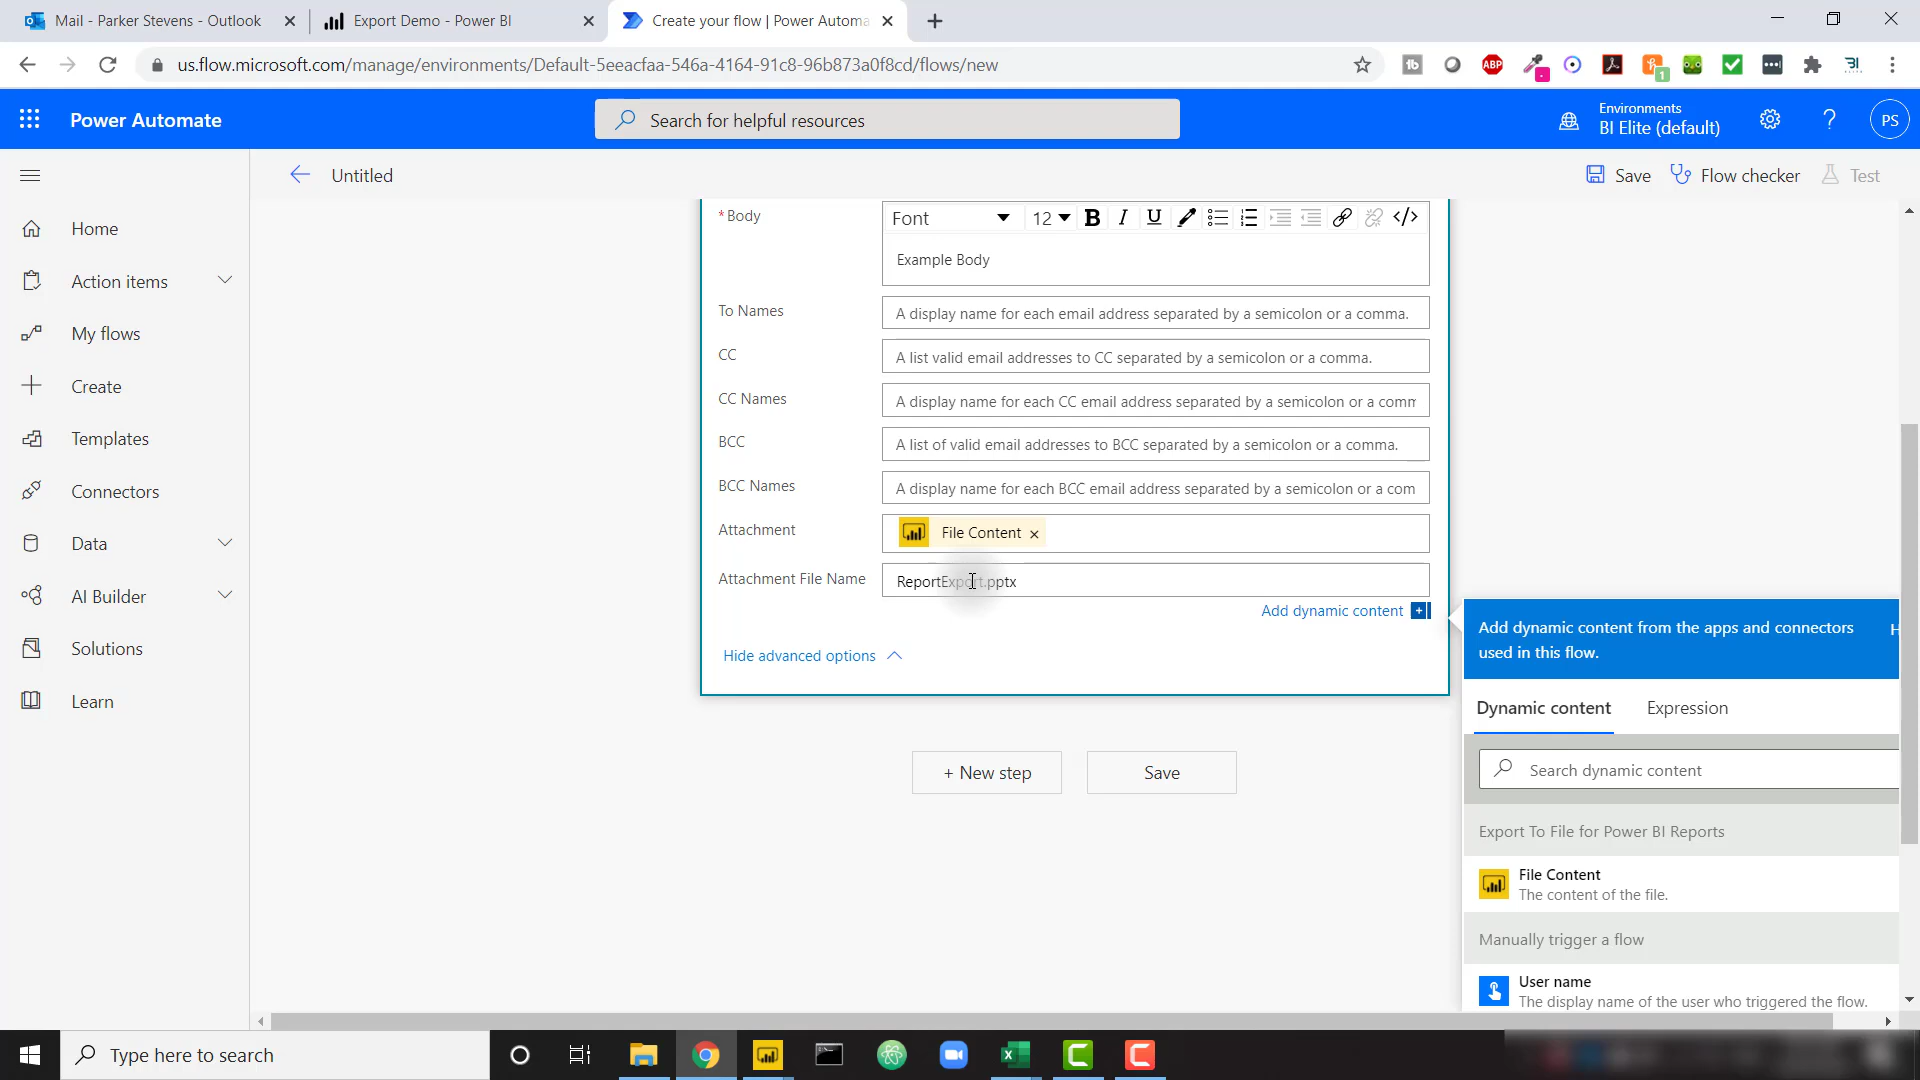 Mail - Parker Stevens - Outlook
Export Demo - Power BI
Create your flow | Power Automa
us.flow.microsoft.com/manage/environments/Default-5eeacfaa-546a-4164-91c8-96b873a0f8cd/flows/new
ABP
1
Power Automate
Search for helpful resources
Environments
BI Elite (default)
?
PS
Untitled
Save
Flow checker
Test
Home
Action items
My flows
Create
Templates
Connectors
Data
AI Builder
Solutions
Learn
* Body
Font
12
B
I
U
</>
Example Body
To Names
A display name for each email address separated by a semicolon or a comma.
CC
A list valid email addresses to CC separated by a semicolon or a comma.
CC Names
A display name for each CC email address separated by a semicolon or a comm
BCC
A list of valid email addresses to BCC separated by a semicolon or a comma.
BCC Names
A display name for each BCC email address separated by a semicolon or a com
Attachment
File Content ×
Attachment File Name
ReportExport.pptx
Add dynamic content +
Hide advanced options
+ New step
Save
Add dynamic content from the apps and connectors
used in this flow.
H
Dynamic content
Expression
Search dynamic content
Export To File for Power BI Reports
File Content
The content of the file.
Manually trigger a flow
User name
The display name of the user who triggered the flow.
Type here to search